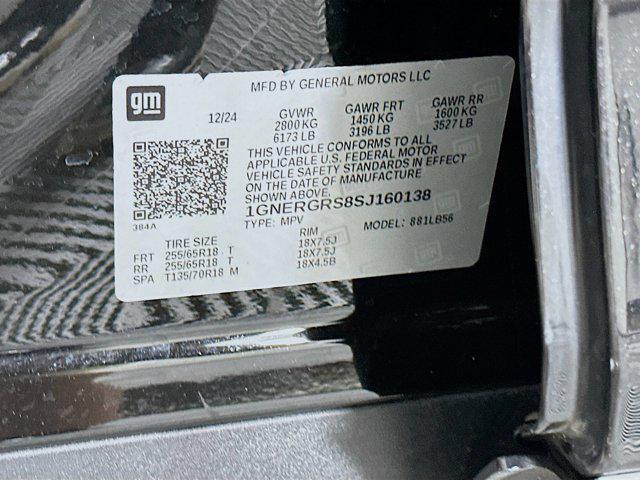 MFD BY GENERAL MOTORS LLC
gm
12/24 GVWR GAWR FRT GAWR RR
2800 KG 1450 KG 1600 KG
6173 LB 3196 LB 3527 LB
THIS VEHICLE CONFORMS TO ALL
APPLICABLE U.S. FEDERAL MOTOR
VEHICLE SAFETY STANDARDS IN EFFECT
ON THE DATE OF MANUFACTURE
SHOWN ABOVE.
1GNERGRS8SJ160138
384A
TYPE: MPV MODEL: 881LB56
TIRE SIZE RIM
FRT 255/65R18 T 18X7.5J
RR 255/65R18 T 18X7.5J
SPA T135/70R18 M 18X4.5B